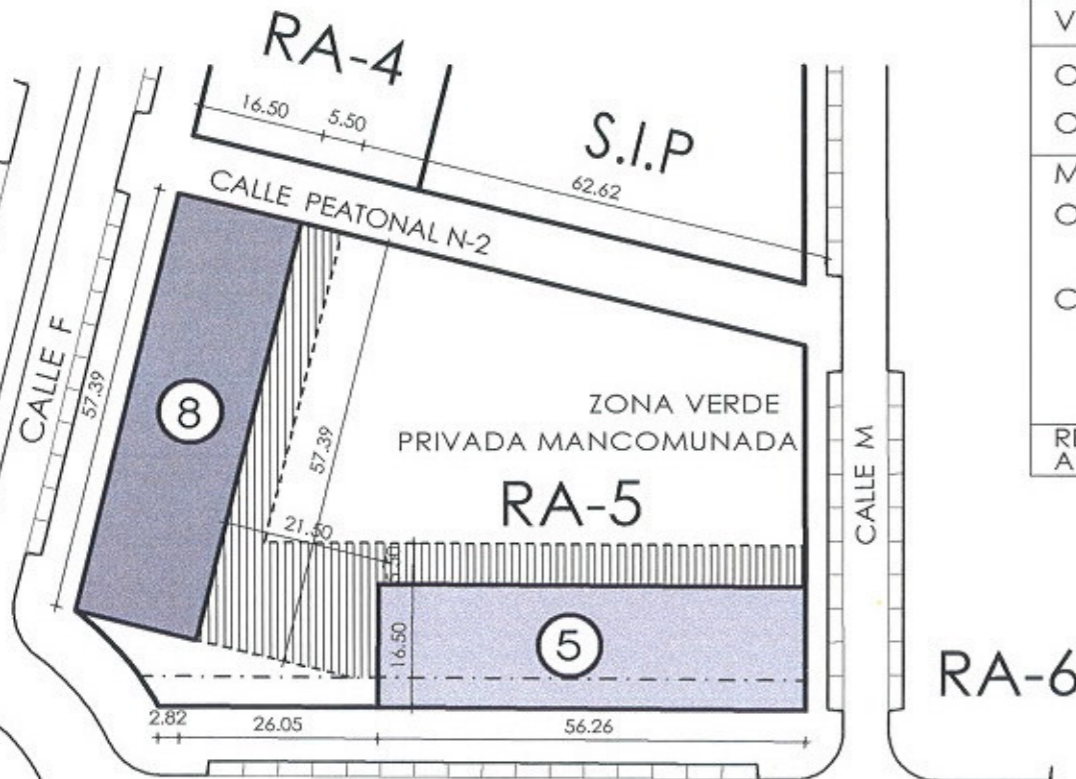 RA-4
16.50
5.50
S.I.P
62.62
CALLE PEATONAL N-2
CALLE F
57.39
8
57.39
ZONA VERDE
PRIVADA MANCOMUNADA
RA-5
CALLE M
21.50
16.50
5
RA-6
2.82
26.05
56.26
V
O
O
M
O
O